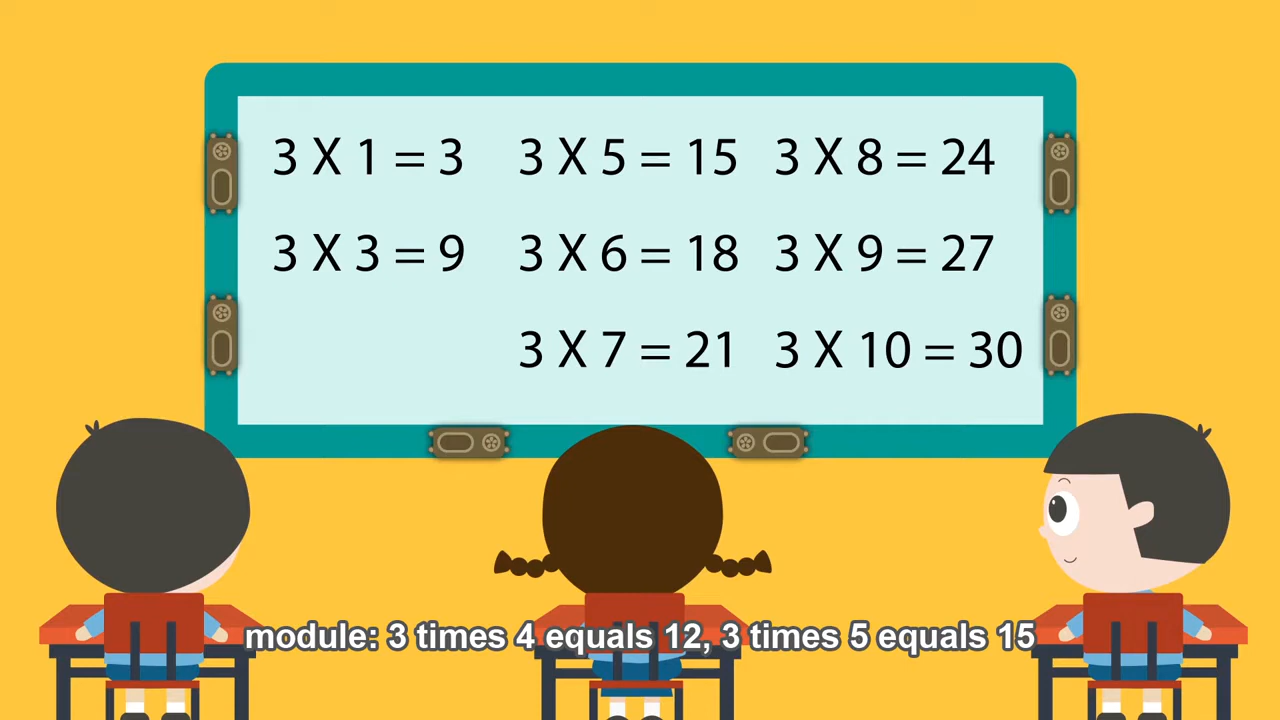 3 X 1 = 3 3 X 5 = 15 3 X 8 = 24
3 X 3 = 9 3 X 6 = 18 3 X 9 = 27
3 X 7 = 21 3 X 10 = 30
module: 3 times 4 equals 12, 3 times 5 equals 15